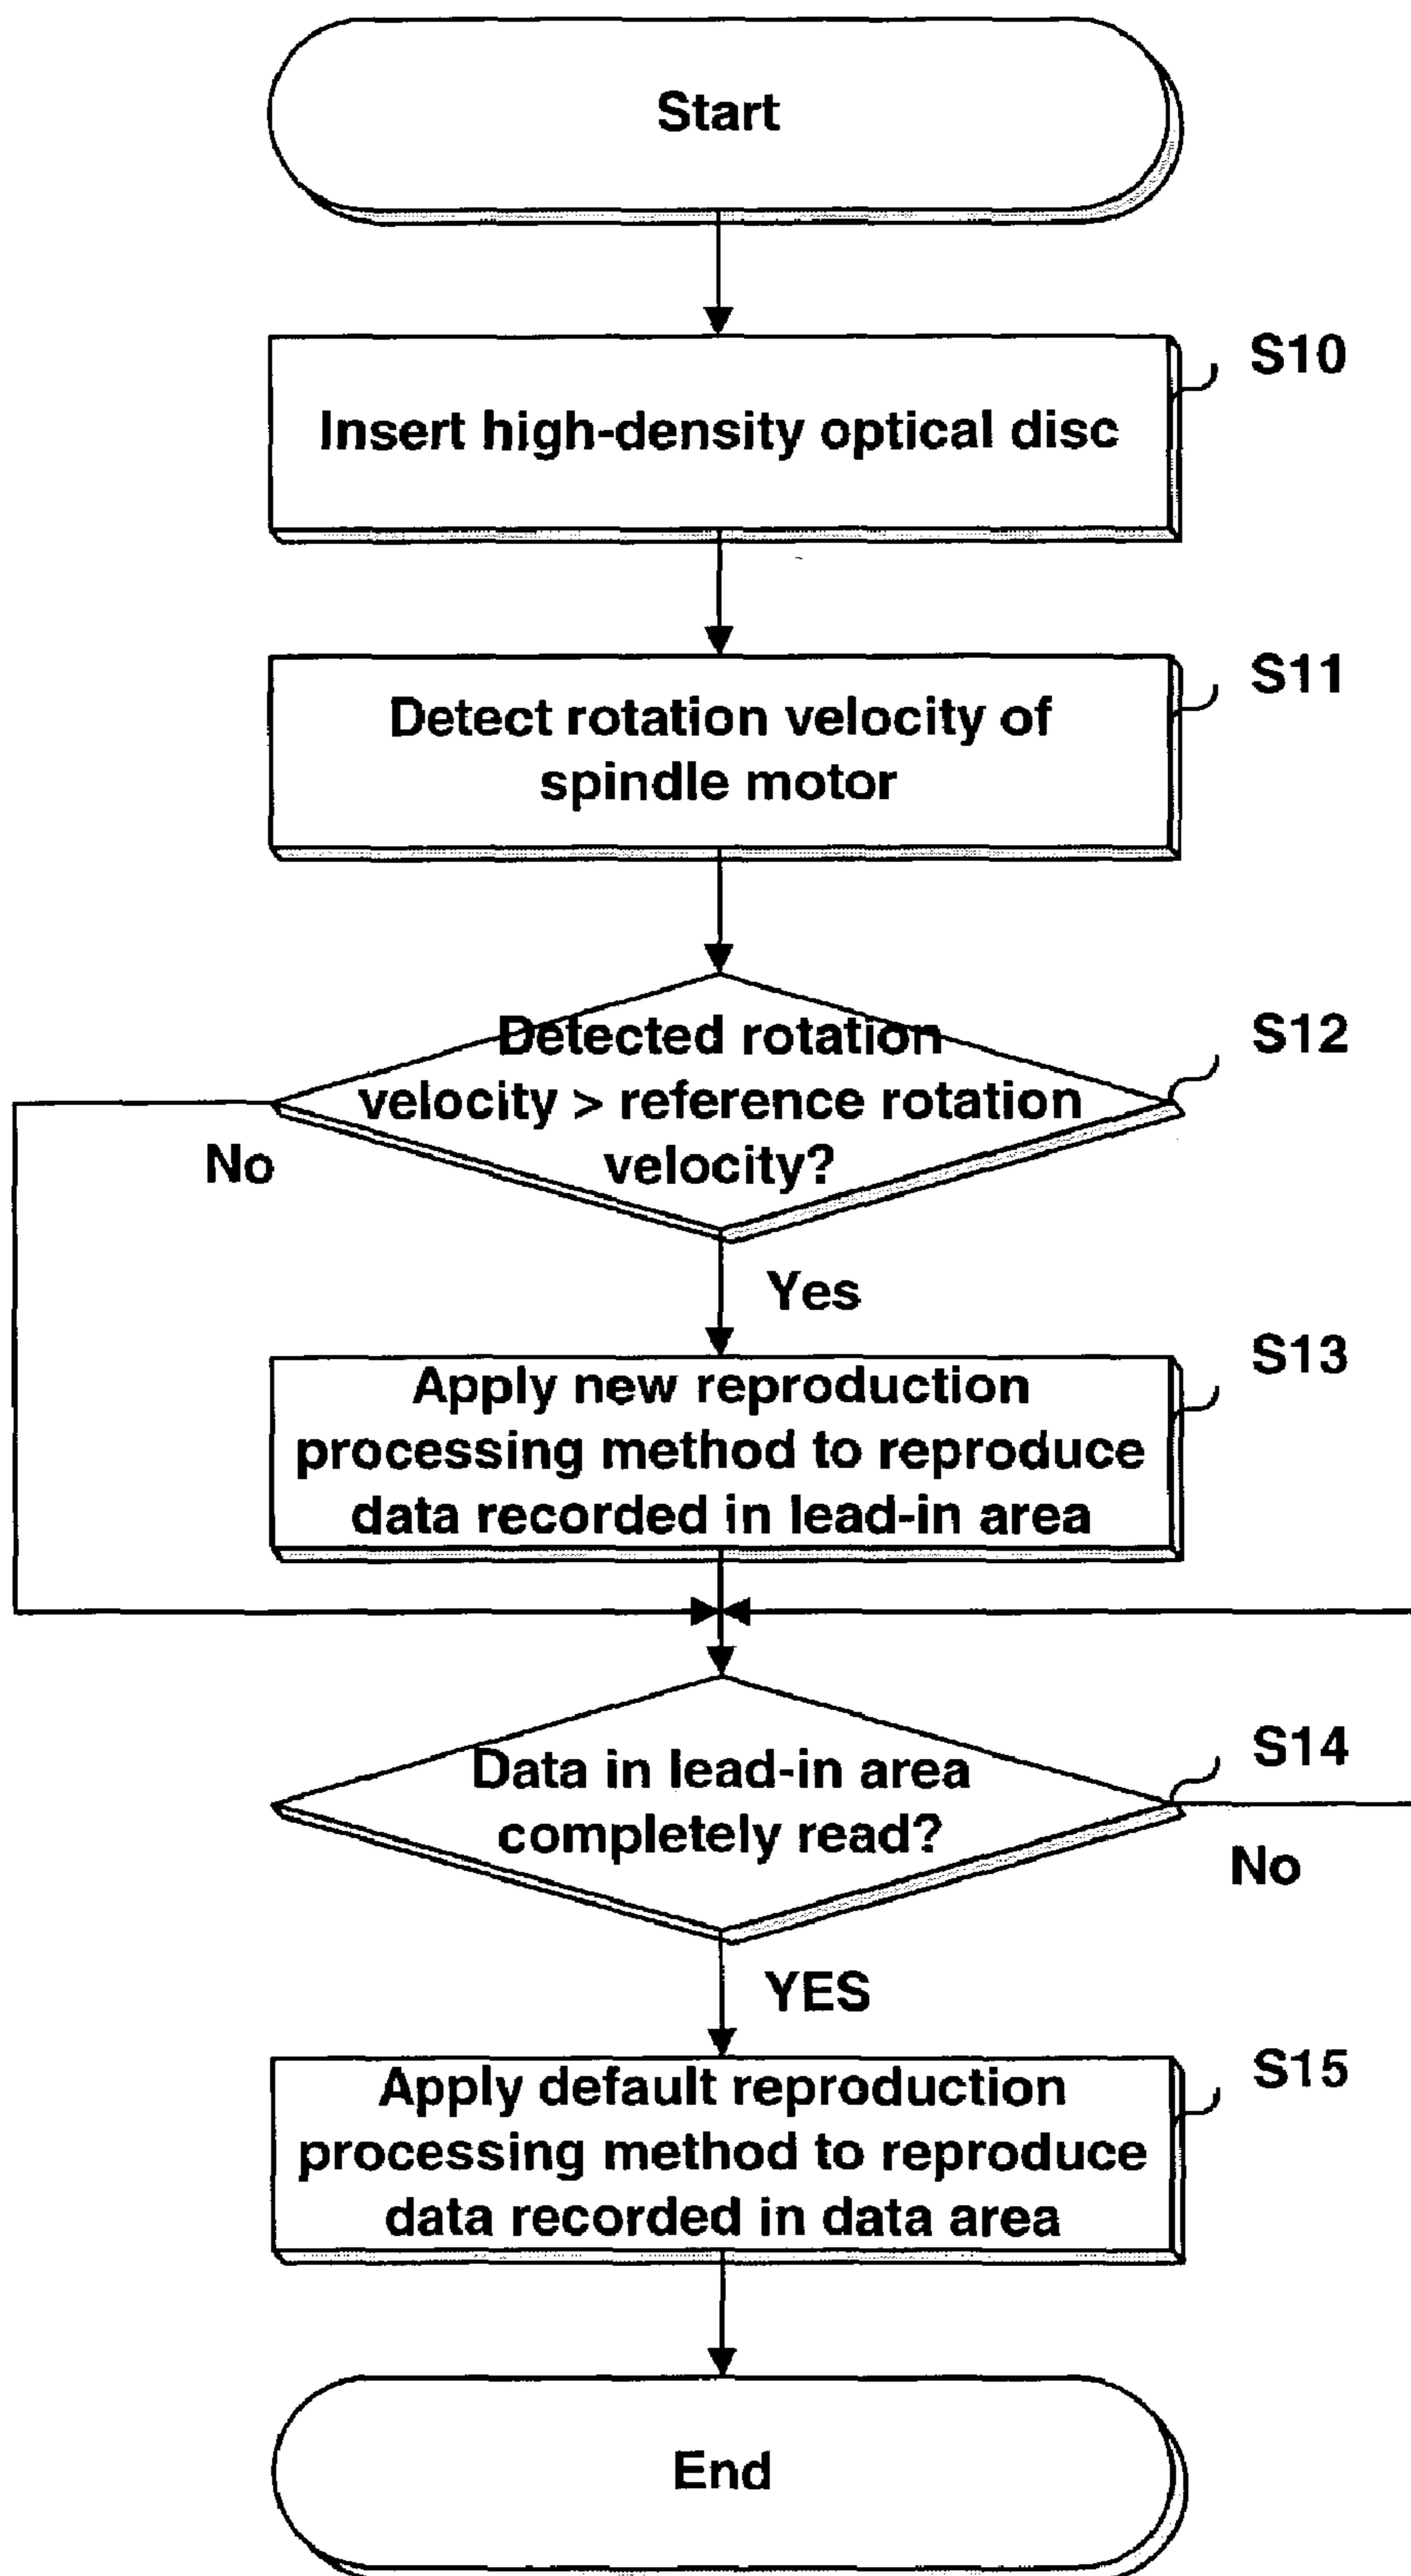 Start
S10
Insert high-density optical disc
S11
Detect rotation velocity of
spindle motor
S12
Detected rotation
velocity > reference rotation
velocity?
No
Yes
S13
Apply new reproduction
processing method to reproduce
data recorded in lead-in area
S14
Data in lead-in area
completely read?
No
YES
S15
Apply default reproduction
processing method to reproduce
data recorded in data area
End